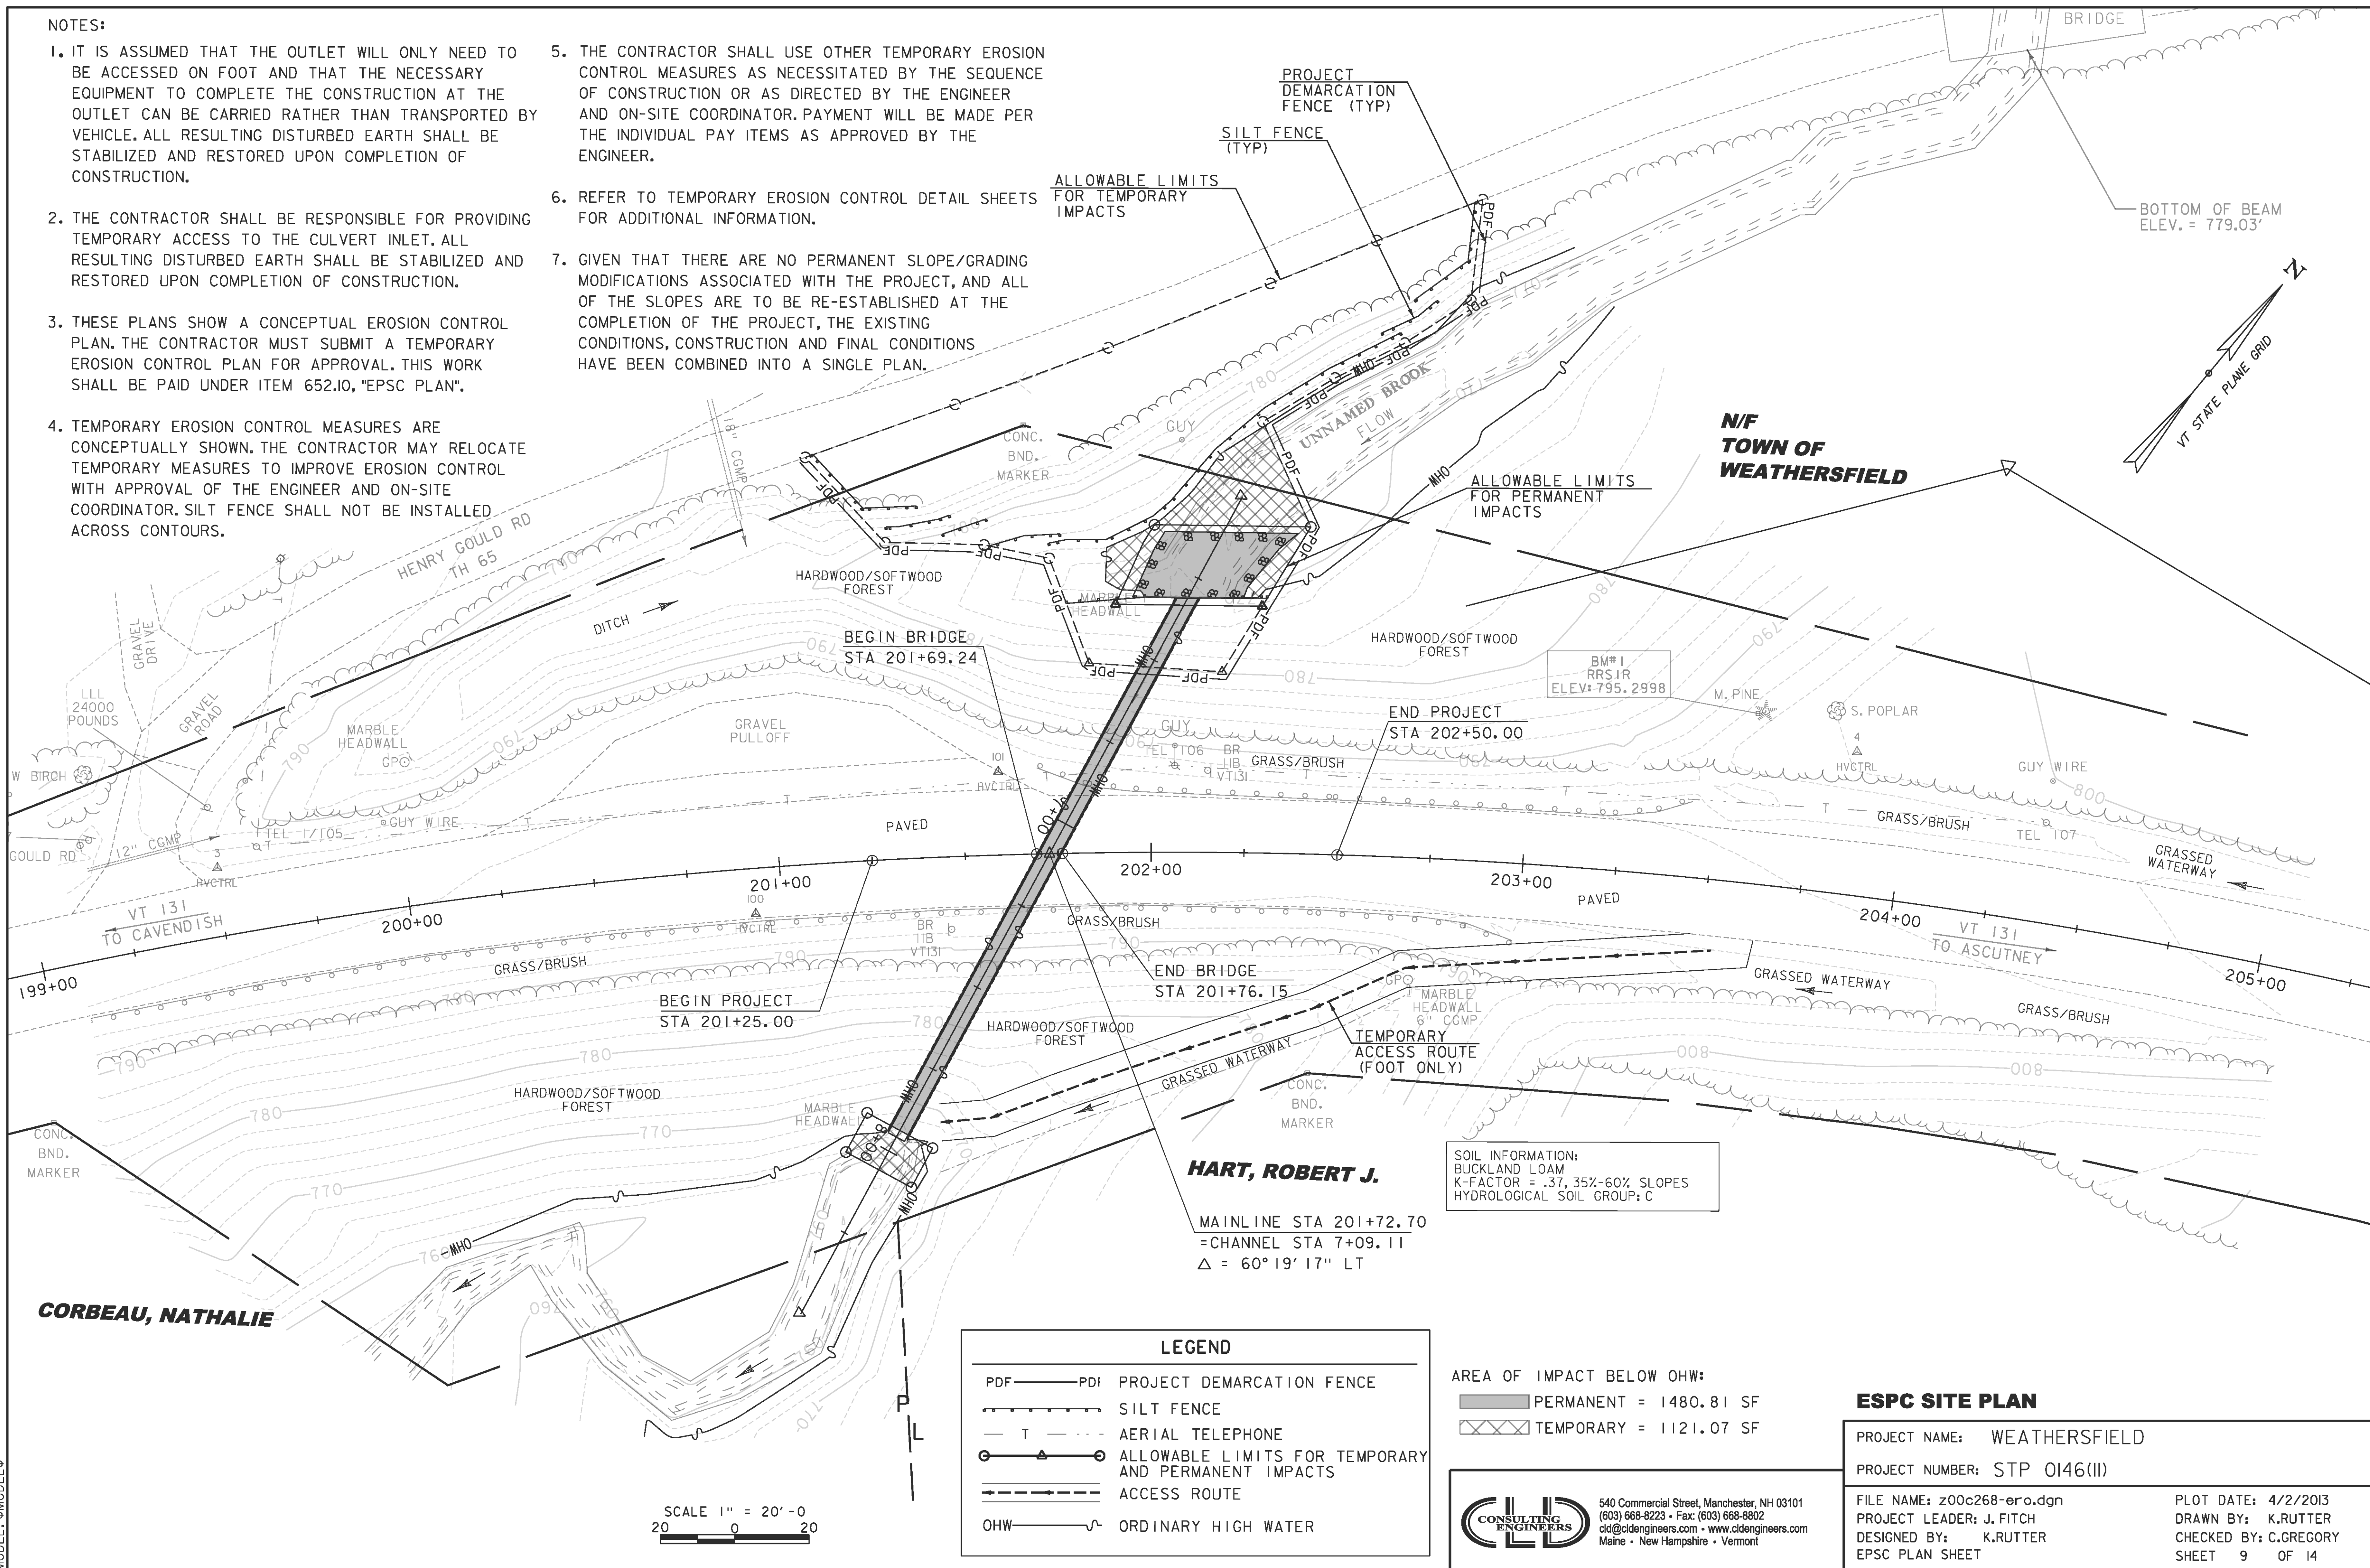 NOTES:
1. IT IS ASSUMED THAT THE OUTLET WILL ONLY NEED TO
BE ACCESSED ON FOOT AND THAT THE NECESSARY
EQUIPMENT TO COMPLETE THE CONSTRUCTION AT THE
OUTLET CAN BE CARRIED RATHER THAN TRANSPORTED BY
VEHICLE. ALL RESULTING DISTURBED EARTH SHALL BE
STABILIZED AND RESTORED UPON COMPLETION OF
CONSTRUCTION.
2. THE CONTRACTOR SHALL BE RESPONSIBLE FOR PROVIDING
TEMPORARY ACCESS TO THE CULVERT INLET. ALL
RESULTING DISTURBED EARTH SHALL BE STABILIZED AND
RESTORED UPON COMPLETION OF CONSTRUCTION.
3. THESE PLANS SHOW A CONCEPTUAL EROSION CONTROL
PLAN. THE CONTRACTOR MUST SUBMIT A TEMPORARY
EROSION CONTROL PLAN FOR APPROVAL. THIS WORK
SHALL BE PAID UNDER ITEM 652.10, "EPSC PLAN".
4. TEMPORARY EROSION CONTROL MEASURES ARE
CONCEPTUALLY SHOWN. THE CONTRACTOR MAY RELOCATE
TEMPORARY MEASURES TO IMPROVE EROSION CONTROL
WITH APPROVAL OF THE ENGINEER AND ON-SITE
COORDINATOR. SILT FENCE SHALL NOT BE INSTALLED
ACROSS CONTOURS.
5. THE CONTRACTOR SHALL USE OTHER TEMPORARY EROSION
CONTROL MEASURES AS NECESSITATED BY THE SEQUENCE
OF CONSTRUCTION OR AS DIRECTED BY THE ENGINEER
AND ON-SITE COORDINATOR. PAYMENT WILL BE MADE PER
THE INDIVIDUAL PAY ITEMS AS APPROVED BY THE
ENGINEER.
6. REFER TO TEMPORARY EROSION CONTROL DETAIL SHEETS
FOR ADDITIONAL INFORMATION.
7. GIVEN THAT THERE ARE NO PERMANENT SLOPE/GRADING
MODIFICATIONS ASSOCIATED WITH THE PROJECT, AND ALL
OF THE SLOPES ARE TO BE RE-ESTABLISHED AT THE
COMPLETION OF THE PROJECT, THE EXISTING
CONDITIONS, CONSTRUCTION AND FINAL CONDITIONS
HAVE BEEN COMBINED INTO A SINGLE PLAN.
BRIDGE
PROJECT
DEMARCATION
FENCE (TYP)
SILT FENCE
(TYP)
ALLOWABLE LIMITS
FOR TEMPORARY
IMPACTS
BOTTOM OF BEAM
ELEV. = 779.03'
N
VT STATE PLANE GRID
N/F
TOWN OF
WEATHERSFIELD
ALLOWABLE LIMITS
FOR PERMANENT
IMPACTS
UNNAMED BROOK
FLOW
18" CGMP
CONC.
BND.
MARKER
GUY
HENRY GOULD RD
TH 65
DITCH
HARDWOOD/SOFTWOOD
FOREST
MARBLE
HEADWALL
BEGIN BRIDGE
STA 201+69.24
HARDWOOD/SOFTWOOD
FOREST
BM#1
RRSIR
ELEV: 795.2998
M. PINE
S. POPLAR
END PROJECT
STA 202+50.00
GRAVEL
DRIVE
GRAVEL
ROAD
LLL
24000
POUNDS
MARBLE
HEADWALL
GP
GRAVEL
PULLOFF
GUY
TEL 106
BR
11B
VT131
GRASS/BRUSH
101
HVCTRL
4
HVCTRL
GUY WIRE
W BIRCH
TEL 1/105
GUY WIRE
12" CGMP
GOULD RD
3
HVCTRL
PAVED
7+00
TEL 107
GRASS/BRUSH
GRASSED
WATERWAY
199+00
200+00
201+00
202+00
203+00
204+00
205+00
VT 131
TO CAVENDISH
PAVED
VT 131
TO ASCUTNEY
100
HVCTRL
BR
11B
VT131
GRASS/BRUSH
GRASS/BRUSH
GRASSED WATERWAY
GRASS/BRUSH
BEGIN PROJECT
STA 201+25.00
END BRIDGE
STA 201+76.15
GP
MARBLE
HEADWALL
6" CGMP
TEMPORARY
ACCESS ROUTE
(FOOT ONLY)
HARDWOOD/SOFTWOOD
FOREST
GRASSED WATERWAY
HARDWOOD/SOFTWOOD
FOREST
MARBLE
HEADWALL
8+00
CONC.
BND.
MARKER
CONC.
BND.
MARKER
SOIL INFORMATION:
BUCKLAND LOAM
K-FACTOR = .37, 35%-60% SLOPES
HYDROLOGICAL SOIL GROUP: C
HART, ROBERT J.
MAINLINE STA 201+72.70
=CHANNEL STA 7+09.11
△ = 60°19'17" LT
CORBEAU, NATHALIE
P
L
LEGEND
PDF PDF PROJECT DEMARCATION FENCE
SILT FENCE
T AERIAL TELEPHONE
ALLOWABLE LIMITS FOR TEMPORARY
AND PERMANENT IMPACTS
ACCESS ROUTE
OHW ORDINARY HIGH WATER
SCALE 1" = 20'-0
20 0 20
AREA OF IMPACT BELOW OHW:
PERMANENT = 1480.81 SF
TEMPORARY = 1121.07 SF
CLD
CONSULTING
ENGINEERS
540 Commercial Street, Manchester, NH 03101
(603) 668-8223 • Fax: (603) 668-8802
cld@cldengineers.com • www.cldengineers.com
Maine • New Hampshire • Vermont
ESPC SITE PLAN
PROJECT NAME: WEATHERSFIELD
PROJECT NUMBER: STP 0146(11)
FILE NAME: z00c268-ero.dgn
PROJECT LEADER: J. FITCH
DESIGNED BY: K.RUTTER
EPSC PLAN SHEET
PLOT DATE: 4/2/2013
DRAWN BY: K.RUTTER
CHECKED BY: C.GREGORY
SHEET 9 OF 14